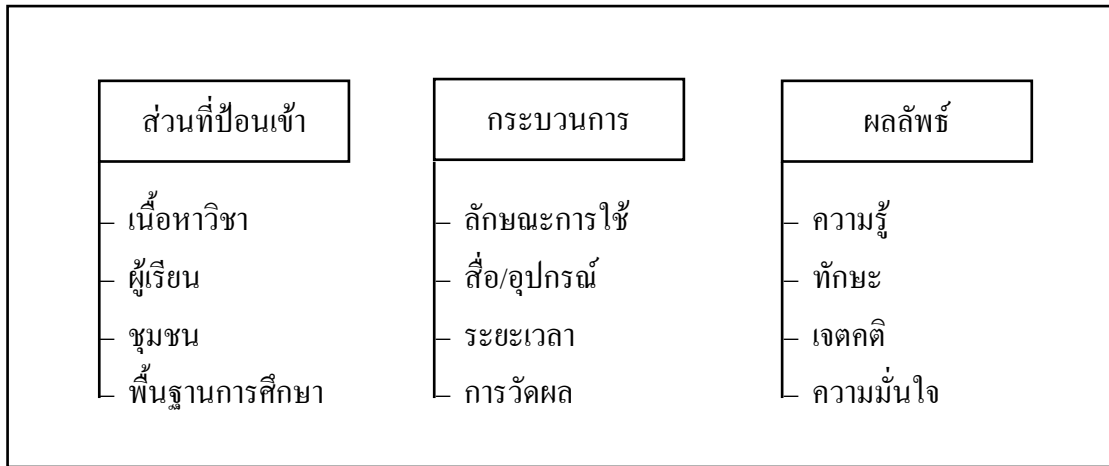 ส่วนที่ป้อนเข้า
เนื้อหาวิชา
ผู้เรียน
ชุมชน
พื้นฐานการศึกษา
กระบวนการ
ลักษณะการใช้
สื่อ/อุปกรณ์
ระยะเวลา
การวัดผล
ผลลัพธ์
ความรู้
ทักษะ
เจตคติ
ความมั่นใจ